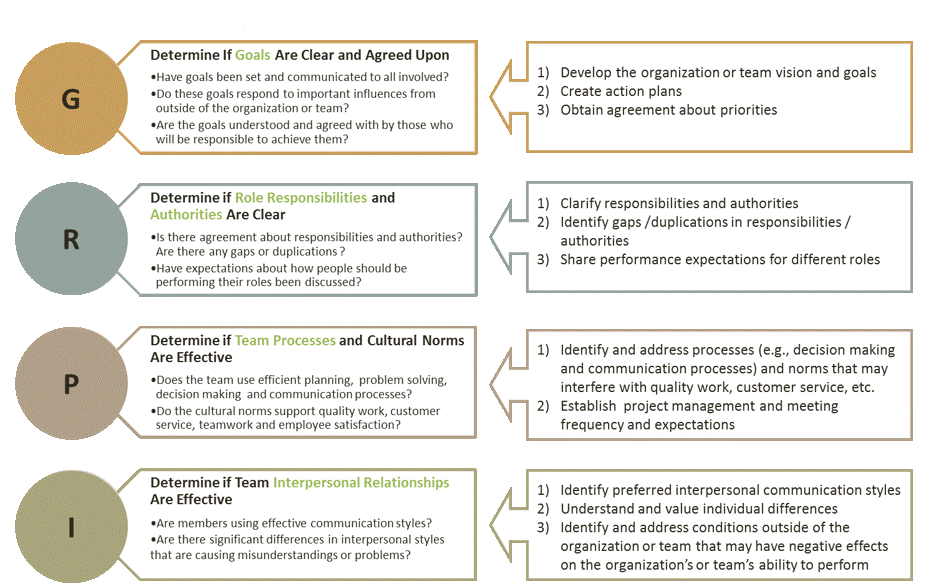 G
Determine If Goals Are Clear and Agreed Upon
•Have goals been set and communicated to all involved?
•Do these goals respond to important influences from
outside of the organization or team?
•Are the goals understood and agreed with by those who
will be responsible to achieve them?
1) Develop the organization or team vision and goals
2) Create action plans
3) Obtain agreement about priorities
R
Determine if Role Responsibilities and
Authorities Are Clear
•Is there agreement about responsibilities and authorities?
Are there any gaps or duplications ?
•Have expectations about how people should be
performing their roles been discussed?
1) Clarify responsibilities and authorities
2) Identify gaps /duplications in responsibilities /
authorities
3) Share performance expectations for different roles
P
Determine if Team Processes and Cultural Norms
Are Effective
•Does the team use efficient planning, problem solving,
decision making and communication processes?
•Do the cultural norms support quality work, customer
service, teamwork and employee satisfaction?
1) Identify and address processes (e.g., decision making
and communication processes) and norms that may
interfere with quality work, customer service, etc.
2) Establish project management and meeting
frequency and expectations
I
Determine if Team Interpersonal Relationships
Are Effective
•Are members using effective communication styles?
•Are there significant differences in interpersonal styles
that are causing misunderstandings or problems?
1) Identify preferred interpersonal communication styles
2) Understand and value individual differences
3) Identify and address conditions outside of the
organization or team that may have negative effects
on the organization's or team's ability to perform